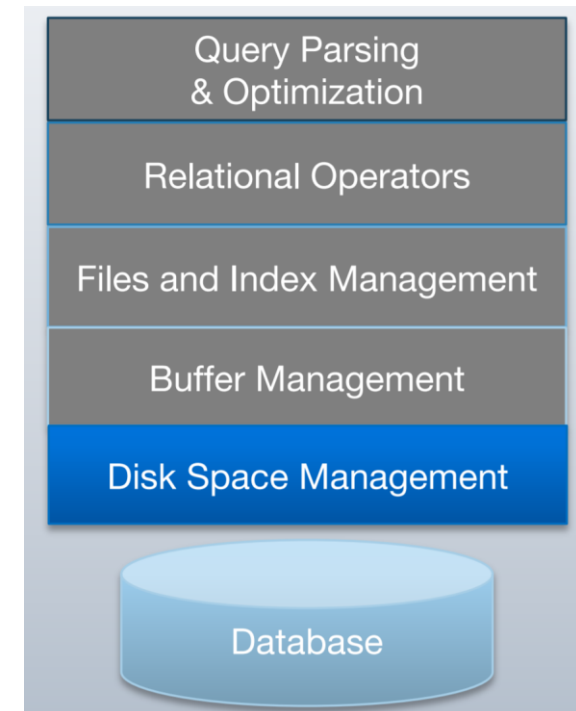 Query Parsing
& Optimization
Relational Operators
Files and Index Management
Buffer Management
Disk Space Management
Database